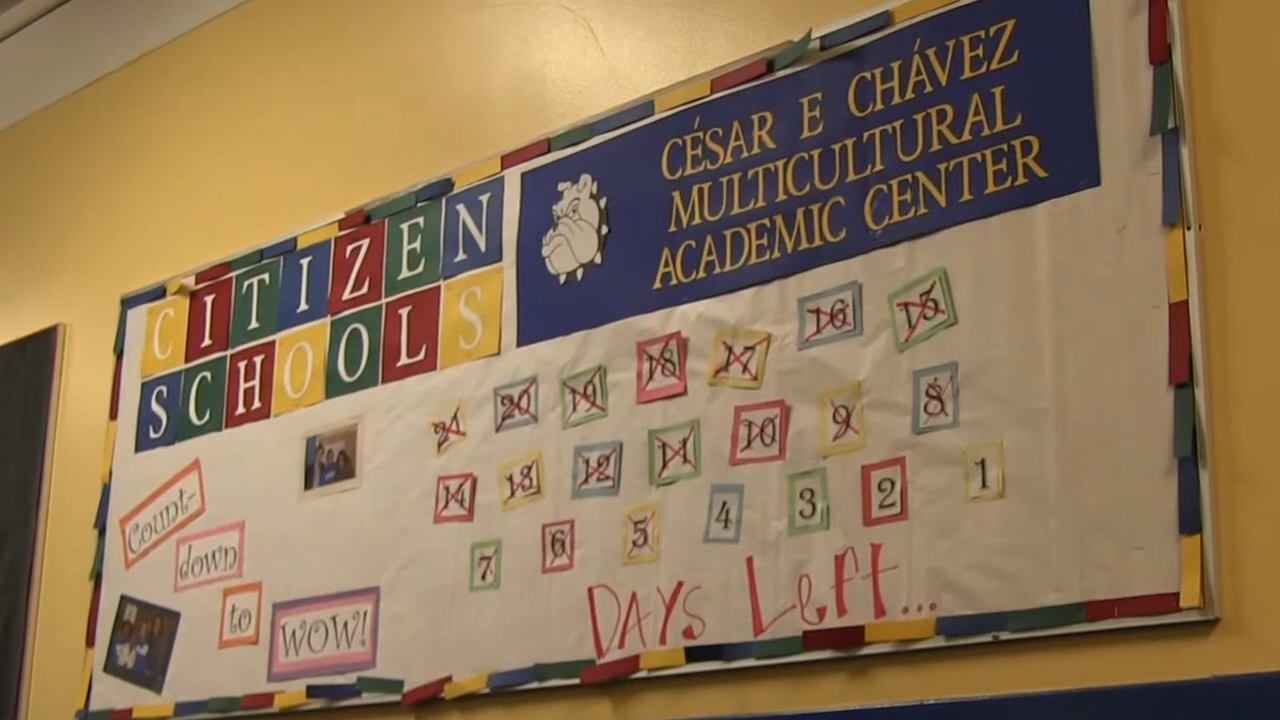 CITIZEN
SCHOOLS
CÉSAR E CHÁVEZ
MULTICULTURAL
ACADEMIC CENTER
21 20 19 18 17 16 15
14 13 12 11 10 9 8
7 6 5 4 3 2 1
Count-
down
to
WOW!
DAYS Left...